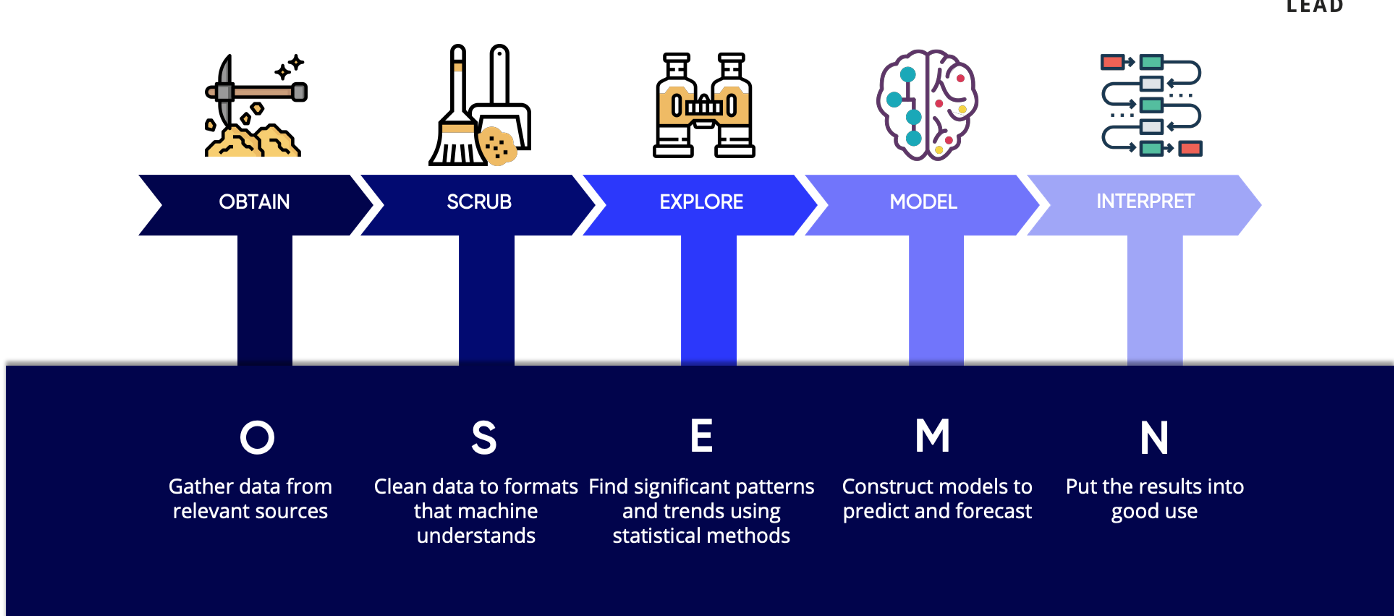 LEAD
OBTAIN
SCRUB
EXPLORE
MODEL
INTERPRET
O
Gather data from
relevant sources
S
Clean data to formats
that machine
understands
E
Find significant patterns
and trends using
statistical methods
M
Construct models to
predict and forecast
N
Put the results into
good use